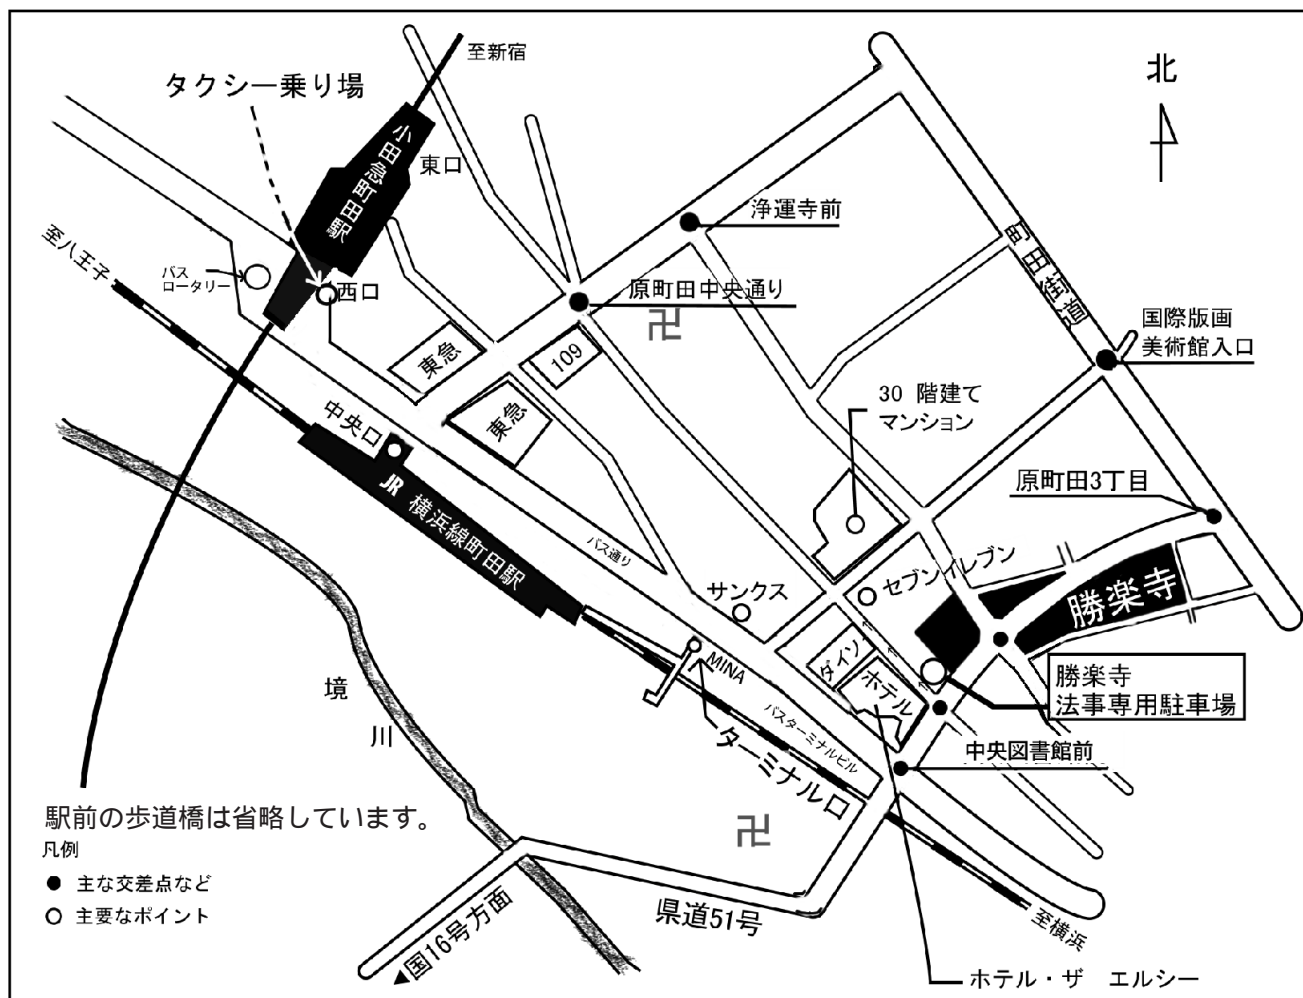 至新宿
北
タクシー乗り場
小田急町田駅
東口
浄運寺前
町田街道
至八王子
バス
ロータリー
西口
原町田中央通り
卍
国際版画
美術館入口
東急
109
30 階建て
マンション
東急
中央口
原町田3丁目
JR 横浜線町田駅
バス通り
セブンイレブン
サンクス
勝楽寺
MINA
ダイソ
ホテル
勝楽寺
法事専用駐車場
境川
バスターミナルビル
ターミナル口
中央図書館前
駅前の歩道橋は省略しています。
卍
凡例
● 主な交差点など
○ 主要なポイント
県道51号
至横浜
◀国16号方面
ホテル・ザ エルシー